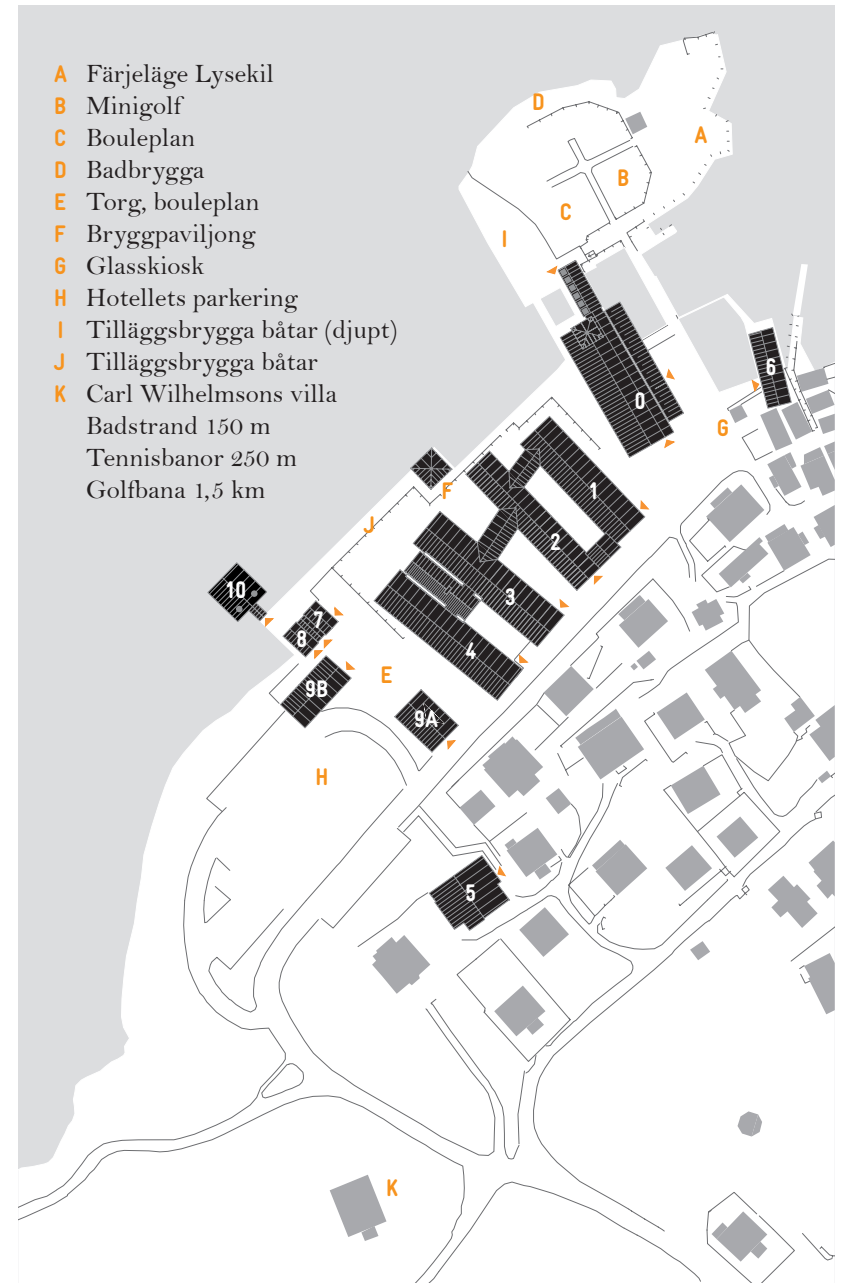 A Färjeläge Lysekil
B Minigolf
C Bouleplan
D Badbrygga
E Torg, bouleplan
F Bryggpaviljong
G Glasskiosk
H Hotellets parkering
I Tilläggsbrygga båtar (djupt)
J Tilläggsbrygga båtar
K Carl Wilhelmsons villa
Badstrand 150 m
Tennisbanor 250 m
Golfbana 1,5 km
D
A
B
C
I
6
0
G
1
F
J
2
10
3
7
8
4
E
9B
9A
H
5
K